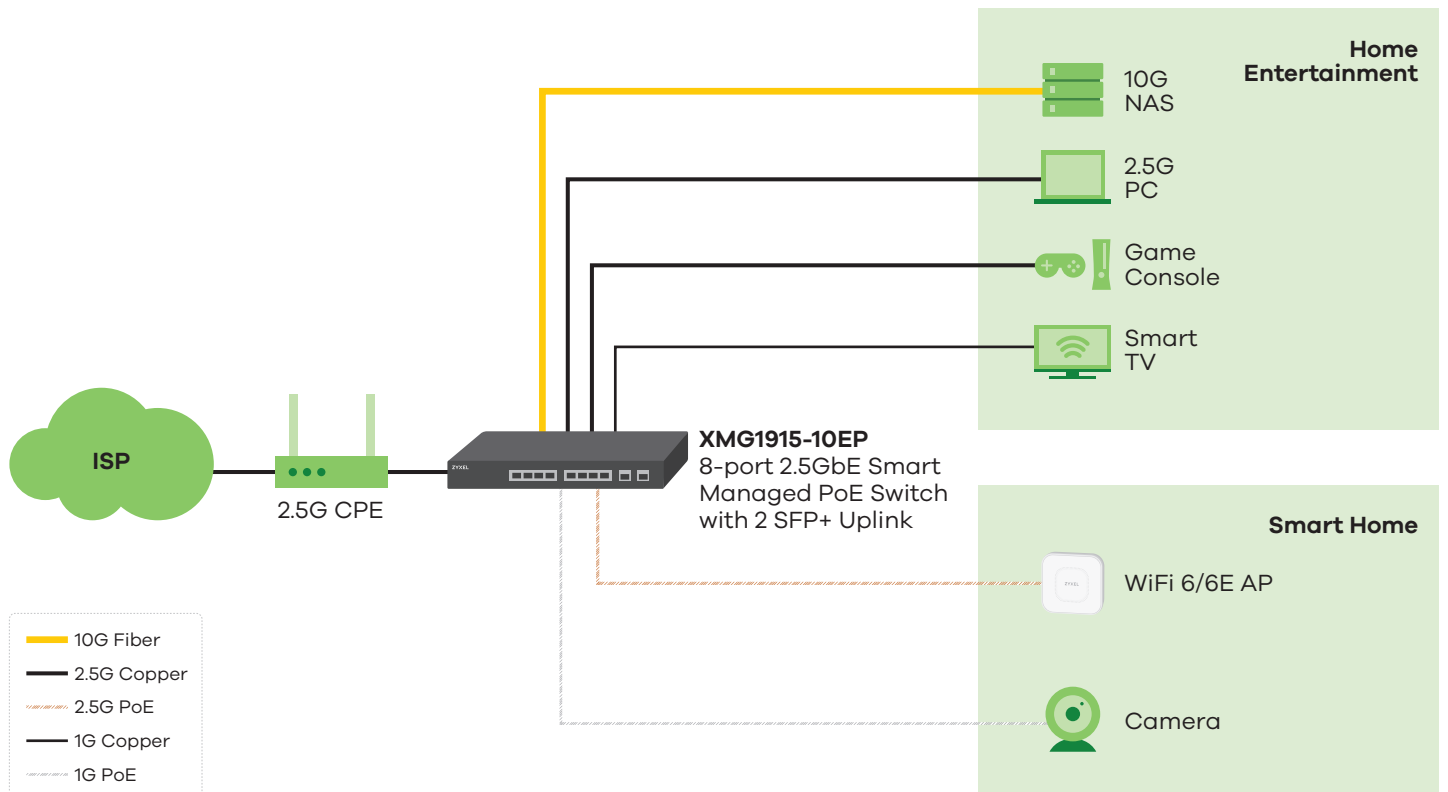 Home
Entertainment
10G
NAS
2.5G
PC
Game
Console
Smart
TV
ISP
2.5G CPE
ZYXEL
XMG1915-10EP
8-port 2.5GbE Smart
Managed PoE Switch
with 2 SFP+ Uplink
Smart Home
ZYXEL
WiFi 6/6E AP
Camera
10G Fiber
2.5G Copper
2.5G PoE
1G Copper
1G PoE